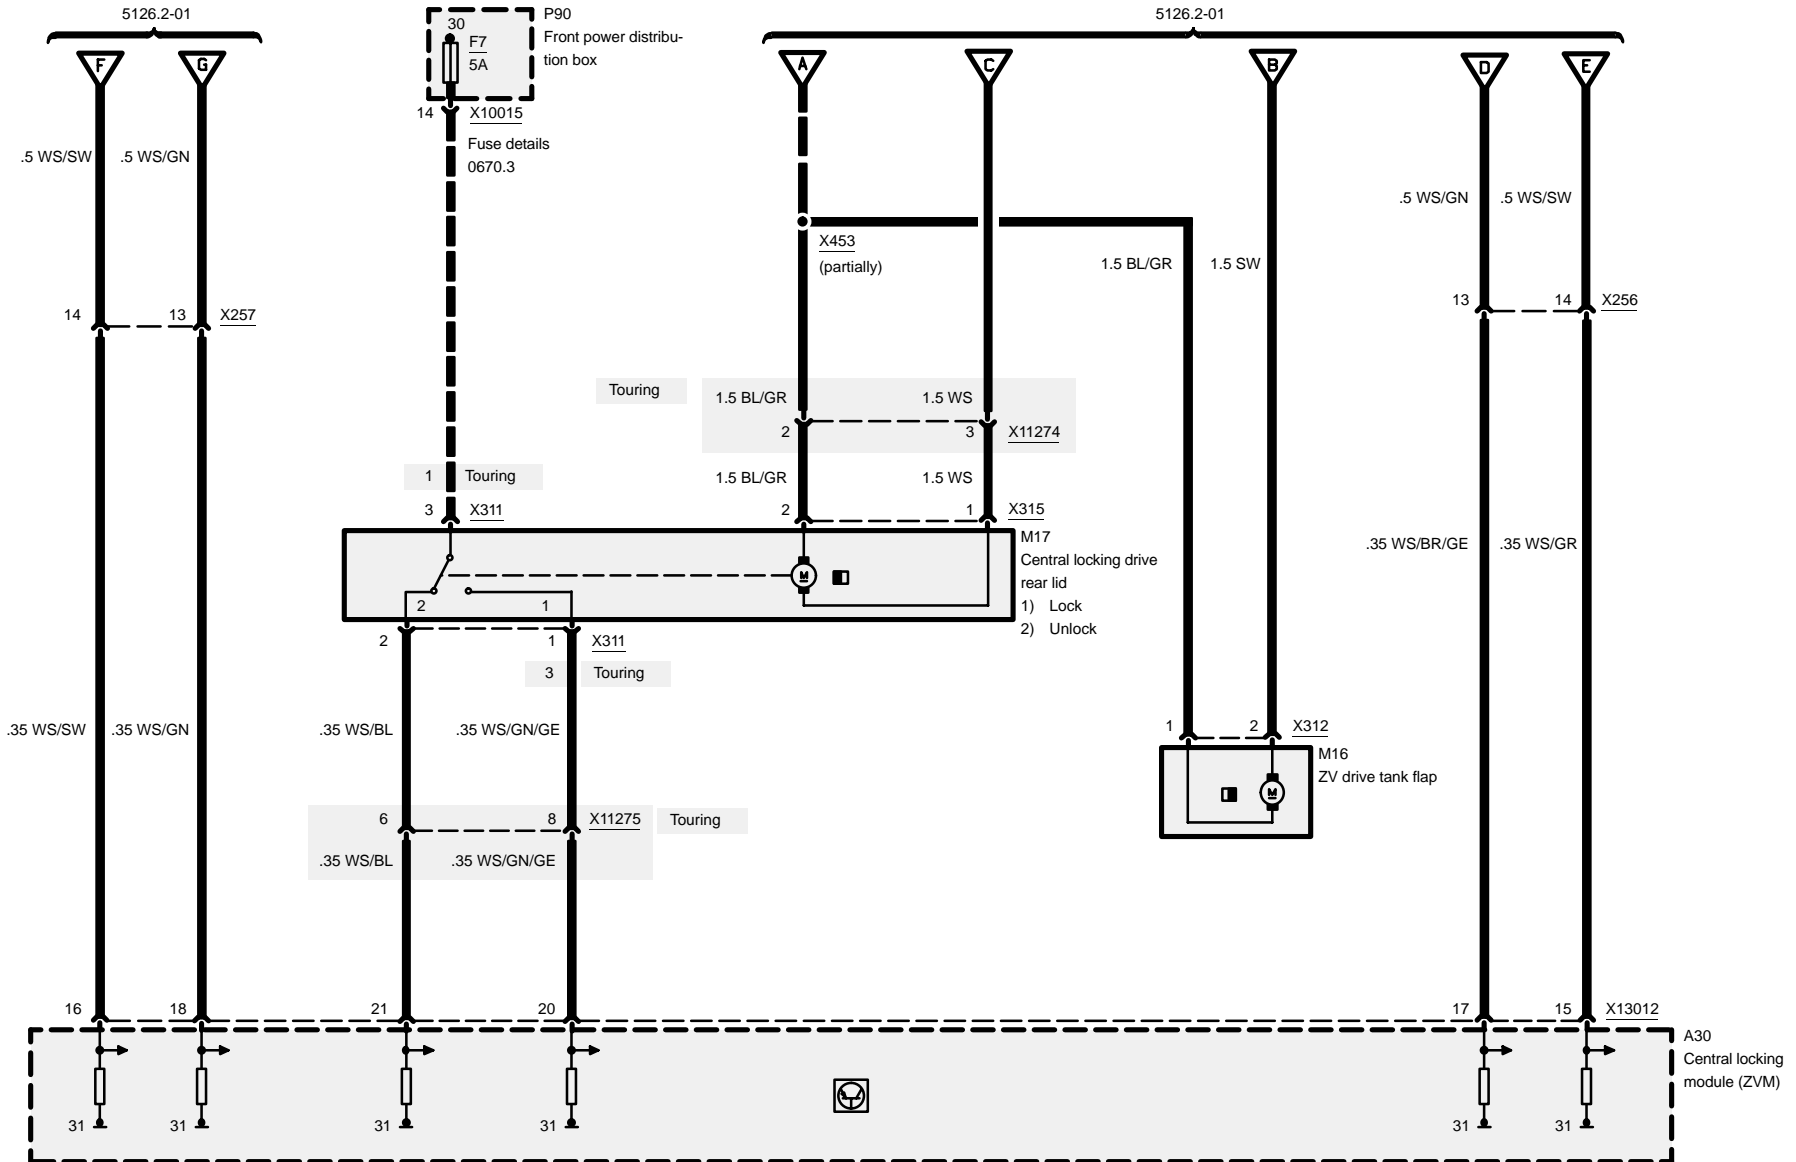 5126.2-01
F
G
30
F7
5A
P90
Front power distribu-
tion box
5126.2-01
A
C
B
D
E
14
X10015
Fuse details
0670.3
.5 WS/SW
.5 WS/GN
.5 WS/GN
.5 WS/SW
X453
(partially)
1.5 BL/GR
1.5 SW
14
13
X257
13
14
X256
Touring
1.5 BL/GR
1.5 WS
2
3
X11274
1
Touring
1.5 BL/GR
1.5 WS
3
X311
2
1
X315
M17
Central locking drive
rear lid
1) Lock
2) Unlock
M
2
1
.35 WS/BR/GE
.35 WS/GR
2
1
X311
3
Touring
.35 WS/SW
.35 WS/GN
.35 WS/BL
.35 WS/GN/GE
1
2
X312
M16
ZV drive tank flap
M
6
8
X11275
Touring
.35 WS/BL
.35 WS/GN/GE
16
18
21
20
17
15
X13012
A30
Central locking
module (ZVM)
31
31
31
31
31
31